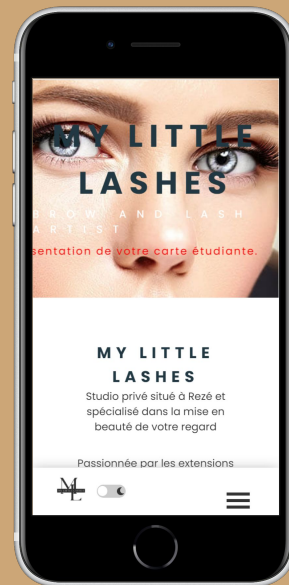 MY LITTLE
LASHES
BROW AND LASH
ARTIST
sentation de votre carte étudiante.
MY LITTLE
LASHES
Studio privé situé à Rezé et
spécialisé dans la mise en
beauté de votre regard
Passionnée par les extensions
ML